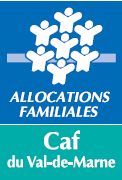 ALLOCATIONS
FAMILIALES
Caf
du Val-de-Marne